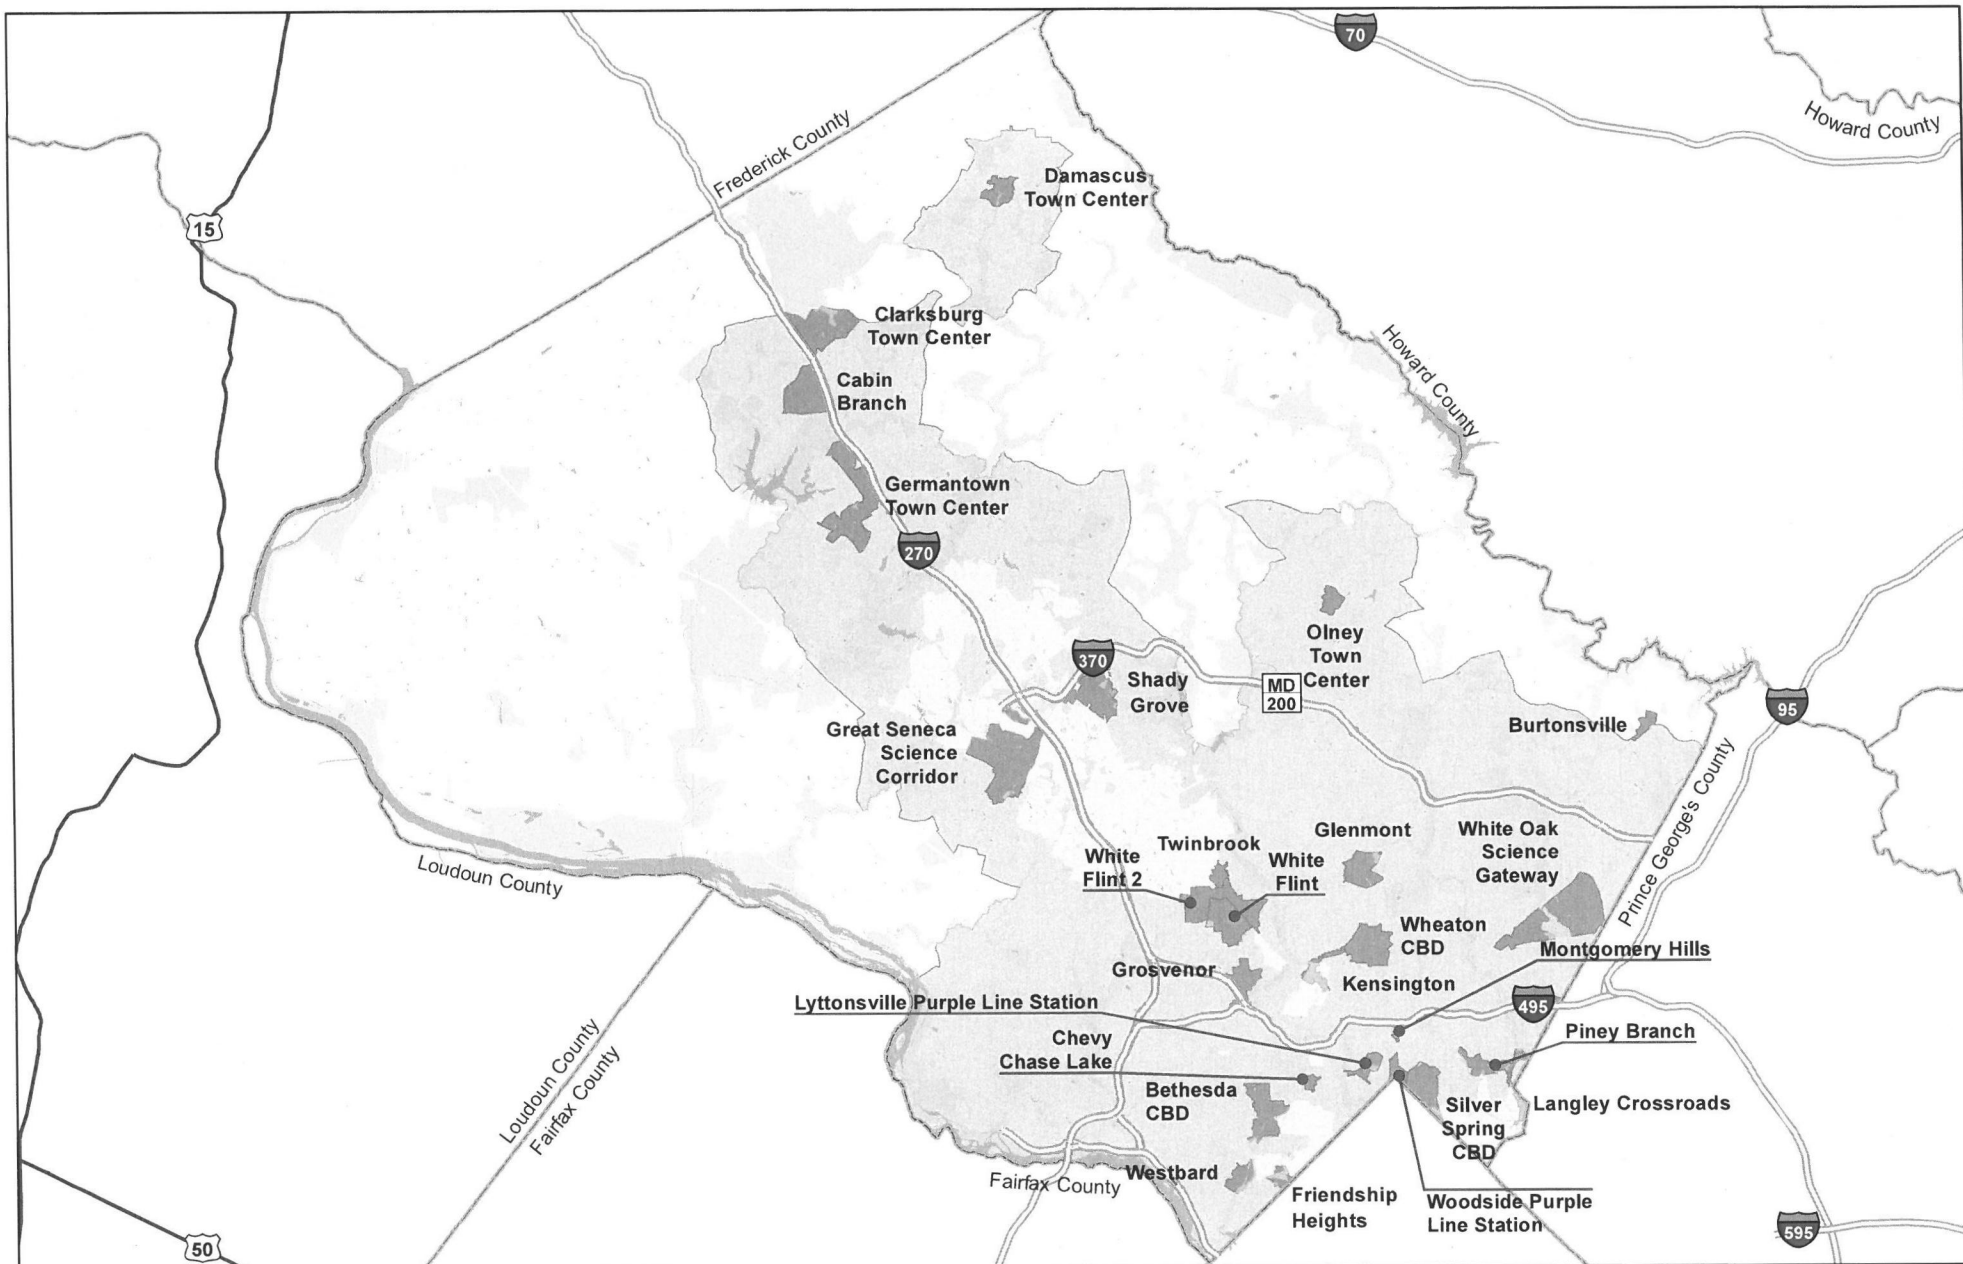 70
Howard County
Frederick County
Damascus
Town Center
15
Clarksburg
Town Center
Howard County
Cabin
Branch
Germantown
Town Center
270
Olney
Town
Center
370
Shady
Grove
MD
200
95
Burtonsville
Great Seneca
Science
Corridor
Prince George's County
Loudoun County
Twinbrook
Glenmont
White Oak
Science
Gateway
White
Flint 2
White
Flint
Wheaton
CBD
Montgomery Hills
Grosvenor
Kensington
Lyttonsville Purple Line Station
495
Chevy
Chase Lake
Piney Branch
Loudoun County
Fairfax County
Bethesda
CBD
Silver
Spring
CBD
Langley Crossroads
Westbard
Fairfax County
Friendship
Heights
Woodside Purple
Line Station
595
50